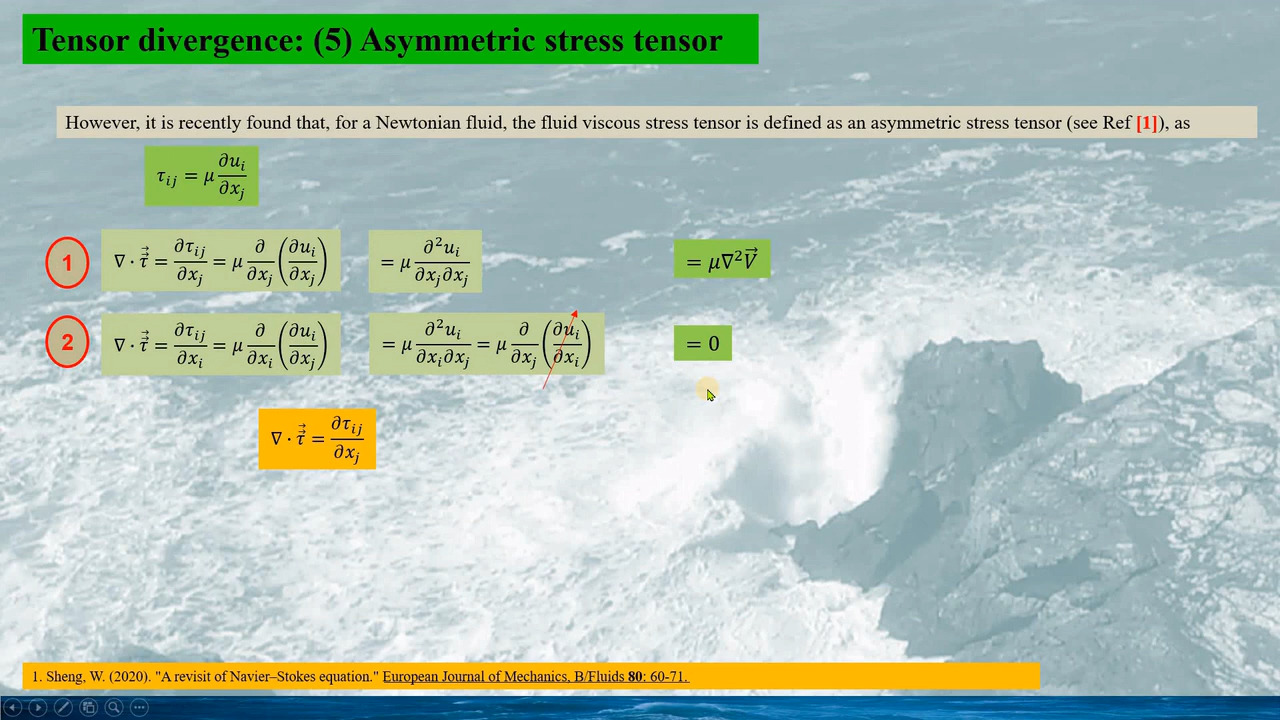 Tensor divergence: (5) Asymmetric stress tensor
However, it is recently found that, for a Newtonian fluid, the fluid viscous stress tensor is defined as an asymmetric stress tensor (see Ref [1]), as
τᵢⱼ = μ ∂uᵢ/∂xⱼ
1 ∇ · τ⃗⃗ = ∂τᵢⱼ/∂xⱼ = μ ∂/∂xⱼ (∂uᵢ/∂xⱼ) = μ ∂²uᵢ/∂xⱼ∂xⱼ = μ∇²V⃗
2 ∇ · τ⃗⃗ = ∂τᵢⱼ/∂xᵢ = μ ∂/∂xᵢ (∂uᵢ/∂xⱼ) = μ ∂²uᵢ/∂xᵢ∂xⱼ = μ ∂/∂xⱼ (∂uᵢ/∂xᵢ) = 0
∇ · τ⃗⃗ = ∂τᵢⱼ/∂xⱼ
1. Sheng, W. (2020). "A revisit of Navier–Stokes equation." European Journal of Mechanics, B/Fluids 80: 60-71.